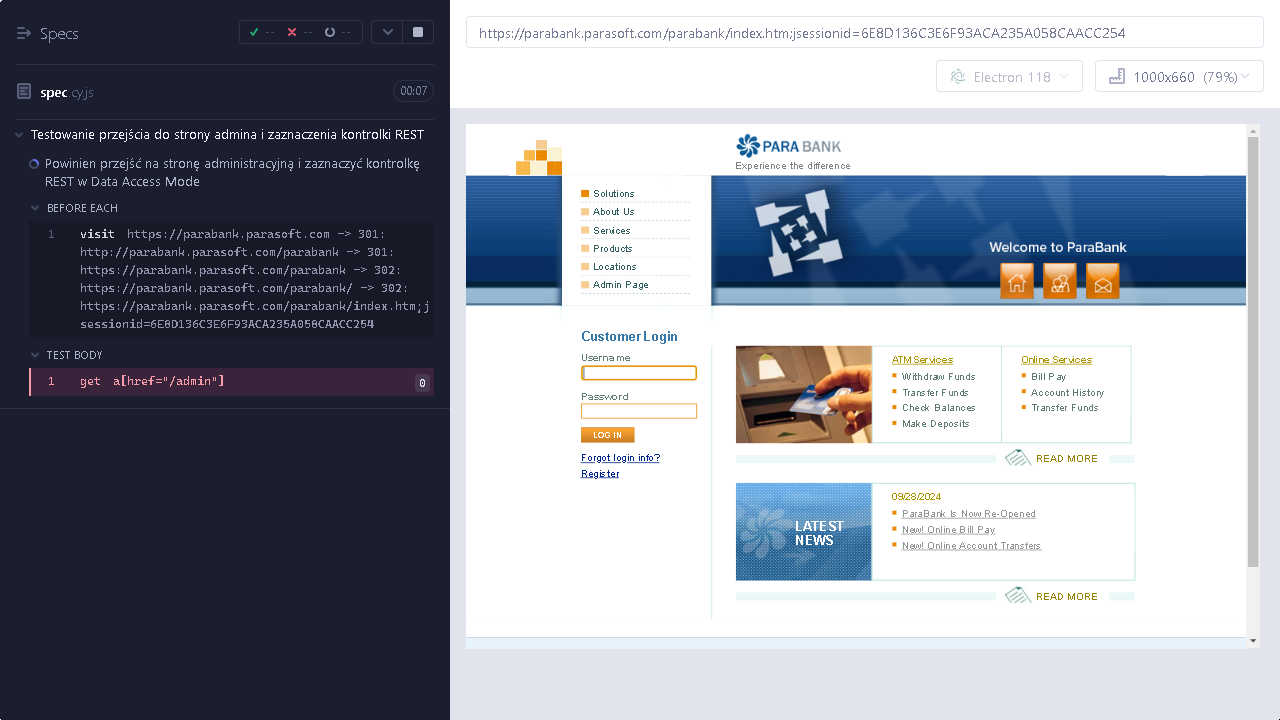 Specs
-- -- --
https://parabank.parasoft.com/parabank/index.htm;jsessionid=6E8D136C3E6F93ACA235A058CAACC254
Electron 118
1000x660 (79%)
spec.cy.js
00:07
Testowanie przejścia do strony admina i zaznaczenia kontrolki REST
Powinno przejść na stronę administracyjną i zaznaczyć kontrolkę
REST w Data Access Mode
BEFORE EACH
1 visit https://parabank.parasoft.com -> 301:
http://parabank.parasoft.com/parabank -> 301:
https://parabank.parasoft.com/parabank -> 302:
https://parabank.parasoft.com/parabank/ -> 302:
https://parabank.parasoft.com/parabank/index.htm;j
sessionid=6E8D136C3E6F93ACA235A058CAACC254
TEST BODY
1 get a[href="/admin"] 0
PARA BANK
Experience the difference
Solutions
About Us
Services
Products
Locations
Admin Page
Welcome to ParaBank
Customer Login
Username
Password
LOG IN
Forgot login info?
Register
ATM Services
Withdraw Funds
Transfer Funds
Check Balances
Make Deposits
Online Services
Bill Pay
Account History
Transfer Funds
READ MORE
LATEST
NEWS
09/28/2024
ParaBank Is Now Re-Opened
New! Online Bill Pay
New! Online Account Transfers
READ MORE